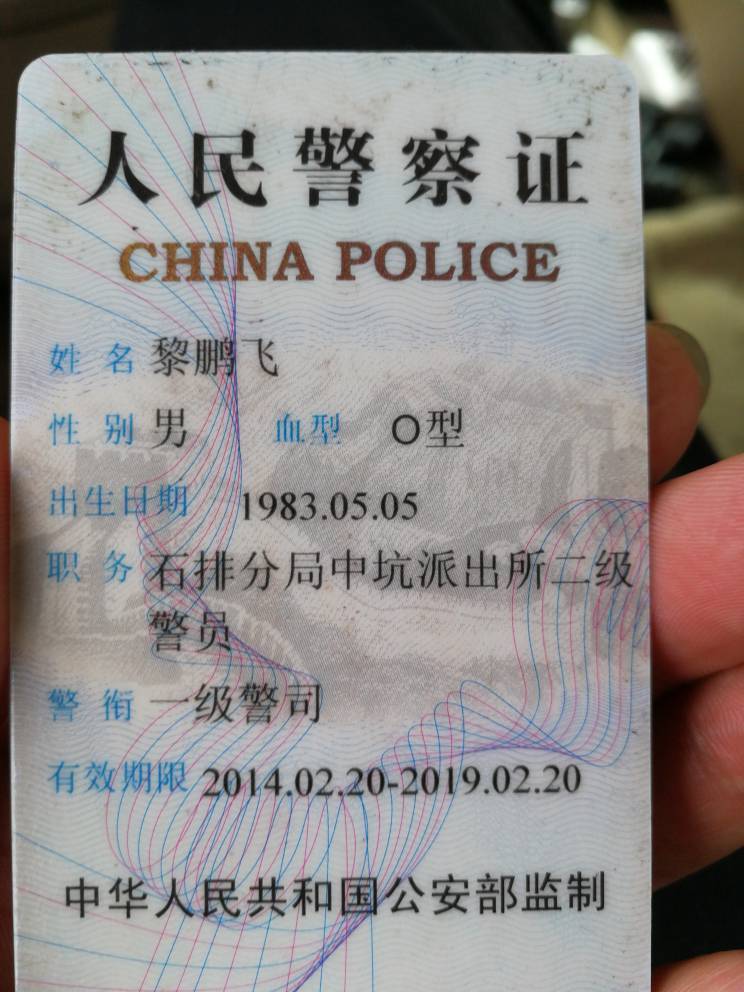 人民警察证
CHINA POLICE
姓名 黎鹏飞
性别 男 血型 O型
出生日期 1983.05.05
职务 石排分局中坑派出所二级
警员
警衔 一级警司
有效期限 2014.02.20-2019.02.20
中华人民共和国公安部监制